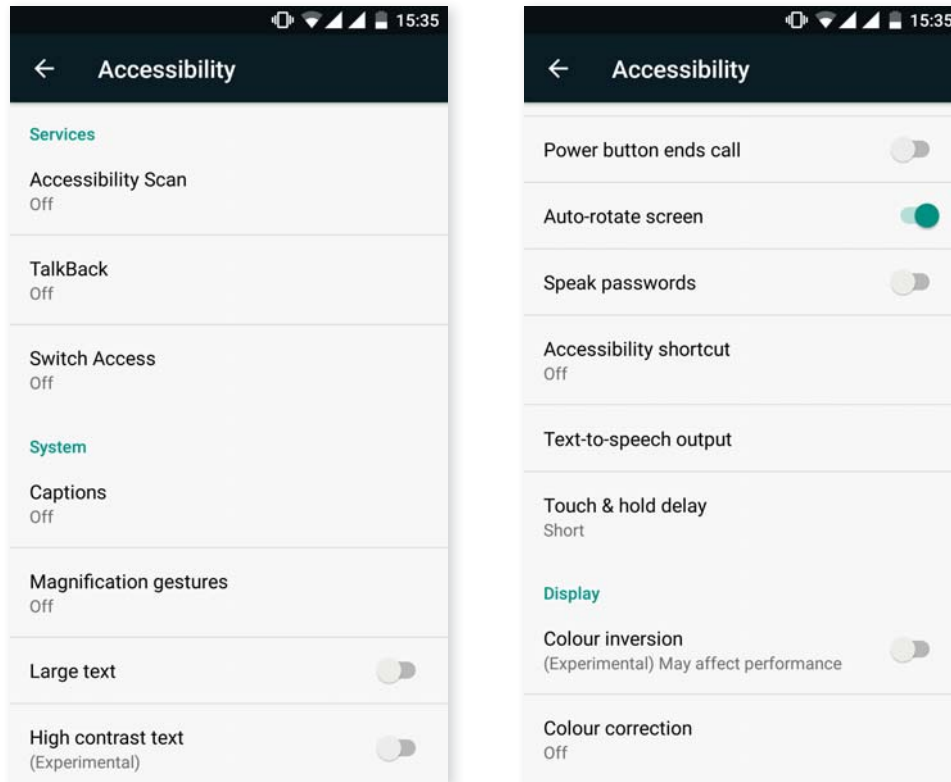 15:35
Accessibility
Services
Accessibility Scan
Off
TalkBack
Off
Switch Access
Off
System
Captions
Off
Magnification gestures
Off
Large text
High contrast text
(Experimental)
15:35
Accessibility
Power button ends call
Auto-rotate screen
Speak passwords
Accessibility shortcut
Off
Text-to-speech output
Touch & hold delay
Short
Display
Colour inversion
(Experimental) May affect performance
Colour correction
Off